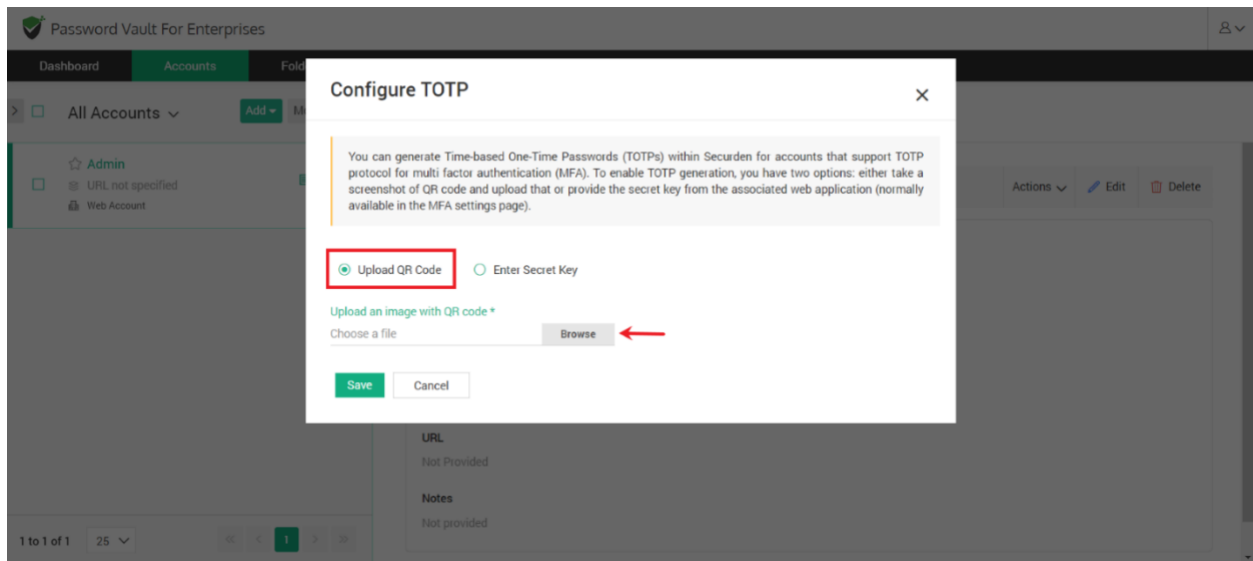 Password Vault For Enterprises
Dashboard Accounts
All Accounts Add
Admin
URL not specified
Web Account
Configure TOTP
You can generate Time-based One-Time Passwords (TOTPs) within Securden for accounts that support TOTP
protocol for multi factor authentication (MFA). To enable TOTP generation, you have two options: either take a
screenshot of QR code and upload that or provide the secret key from the associated web application (normally
available in the MFA settings page).
Upload QR Code Enter Secret Key
Upload an image with QR code *
Choose a file Browse
Save Cancel
Actions Edit Delete
URL
Not Provided
Notes
Not provided
1 to 1 of 1 25 « < 1 > »